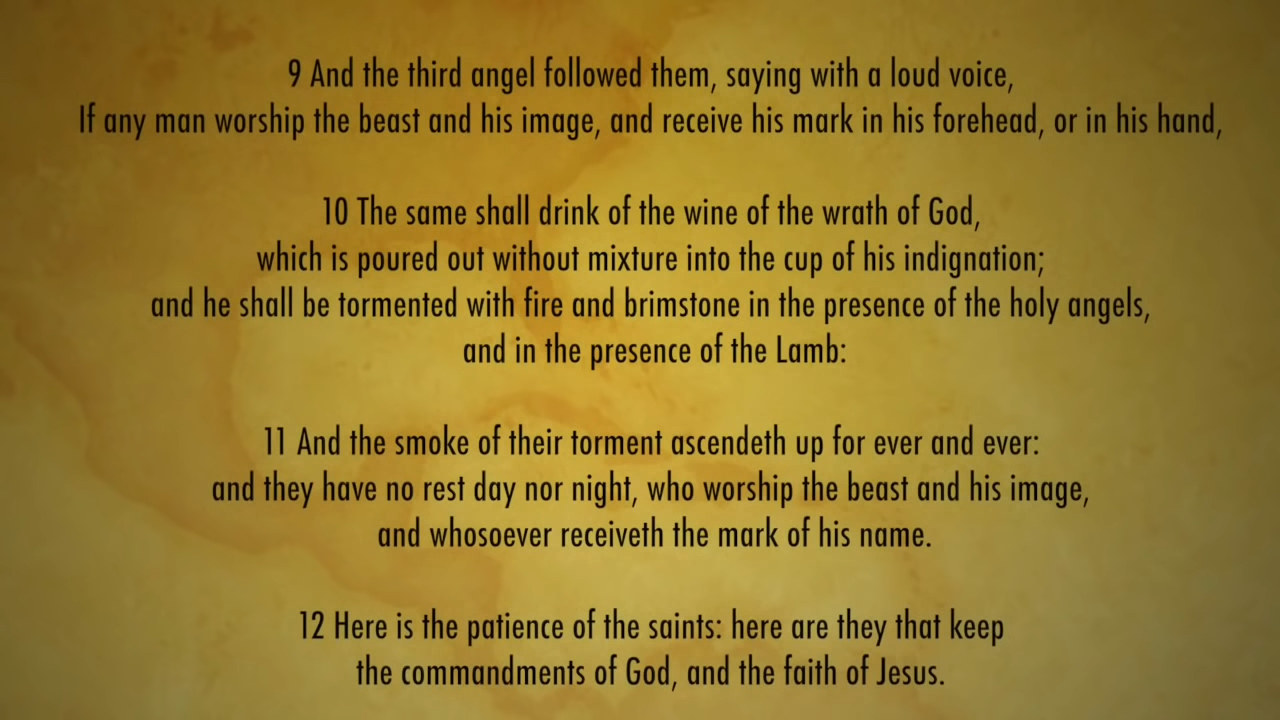 9 And the third angel followed them, saying with a loud voice,
If any man worship the beast and his image, and receive his mark in his forehead, or in his hand,
10 The same shall drink of the wine of the wrath of God,
which is poured out without mixture into the cup of his indignation;
and he shall be tormented with fire and brimstone in the presence of the holy angels,
and in the presence of the Lamb:
11 And the smoke of their torment ascendeth up for ever and ever:
and they have no rest day nor night, who worship the beast and his image,
and whosoever receiveth the mark of his name.
12 Here is the patience of the saints: here are they that keep
the commandments of God, and the faith of Jesus.